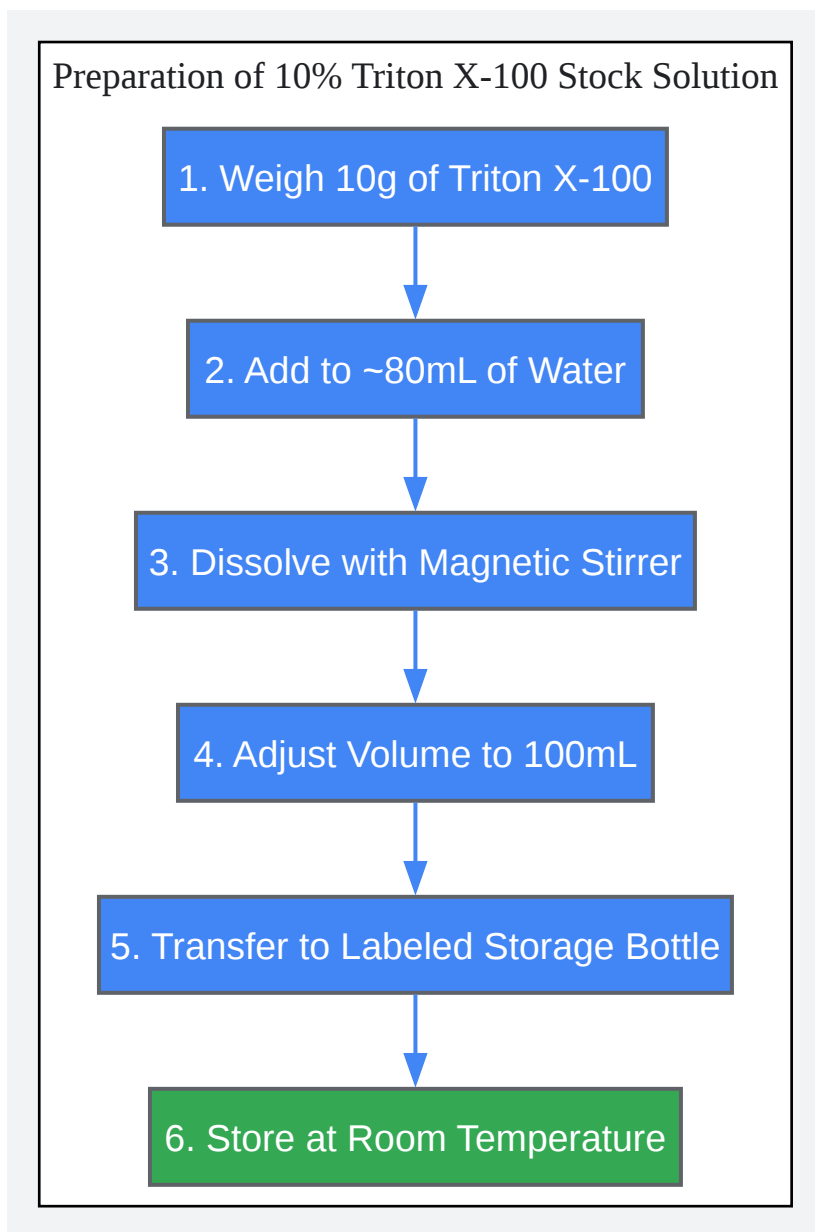 Preparation of 10% Triton X-100 Stock Solution
1. Weigh 10g of Triton X-100
2. Add to ~80mL of Water
3. Dissolve with Magnetic Stirrer
4. Adjust Volume to 100mL
5. Transfer to Labeled Storage Bottle
6. Store at Room Temperature